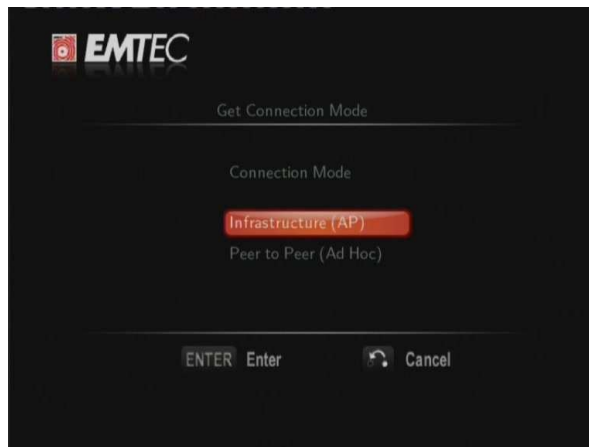 EMTEC
Get Connection Mode
Connection Mode
Infrastructure (AP)
Peer to Peer (Ad Hoc)
ENTER Enter Cancel